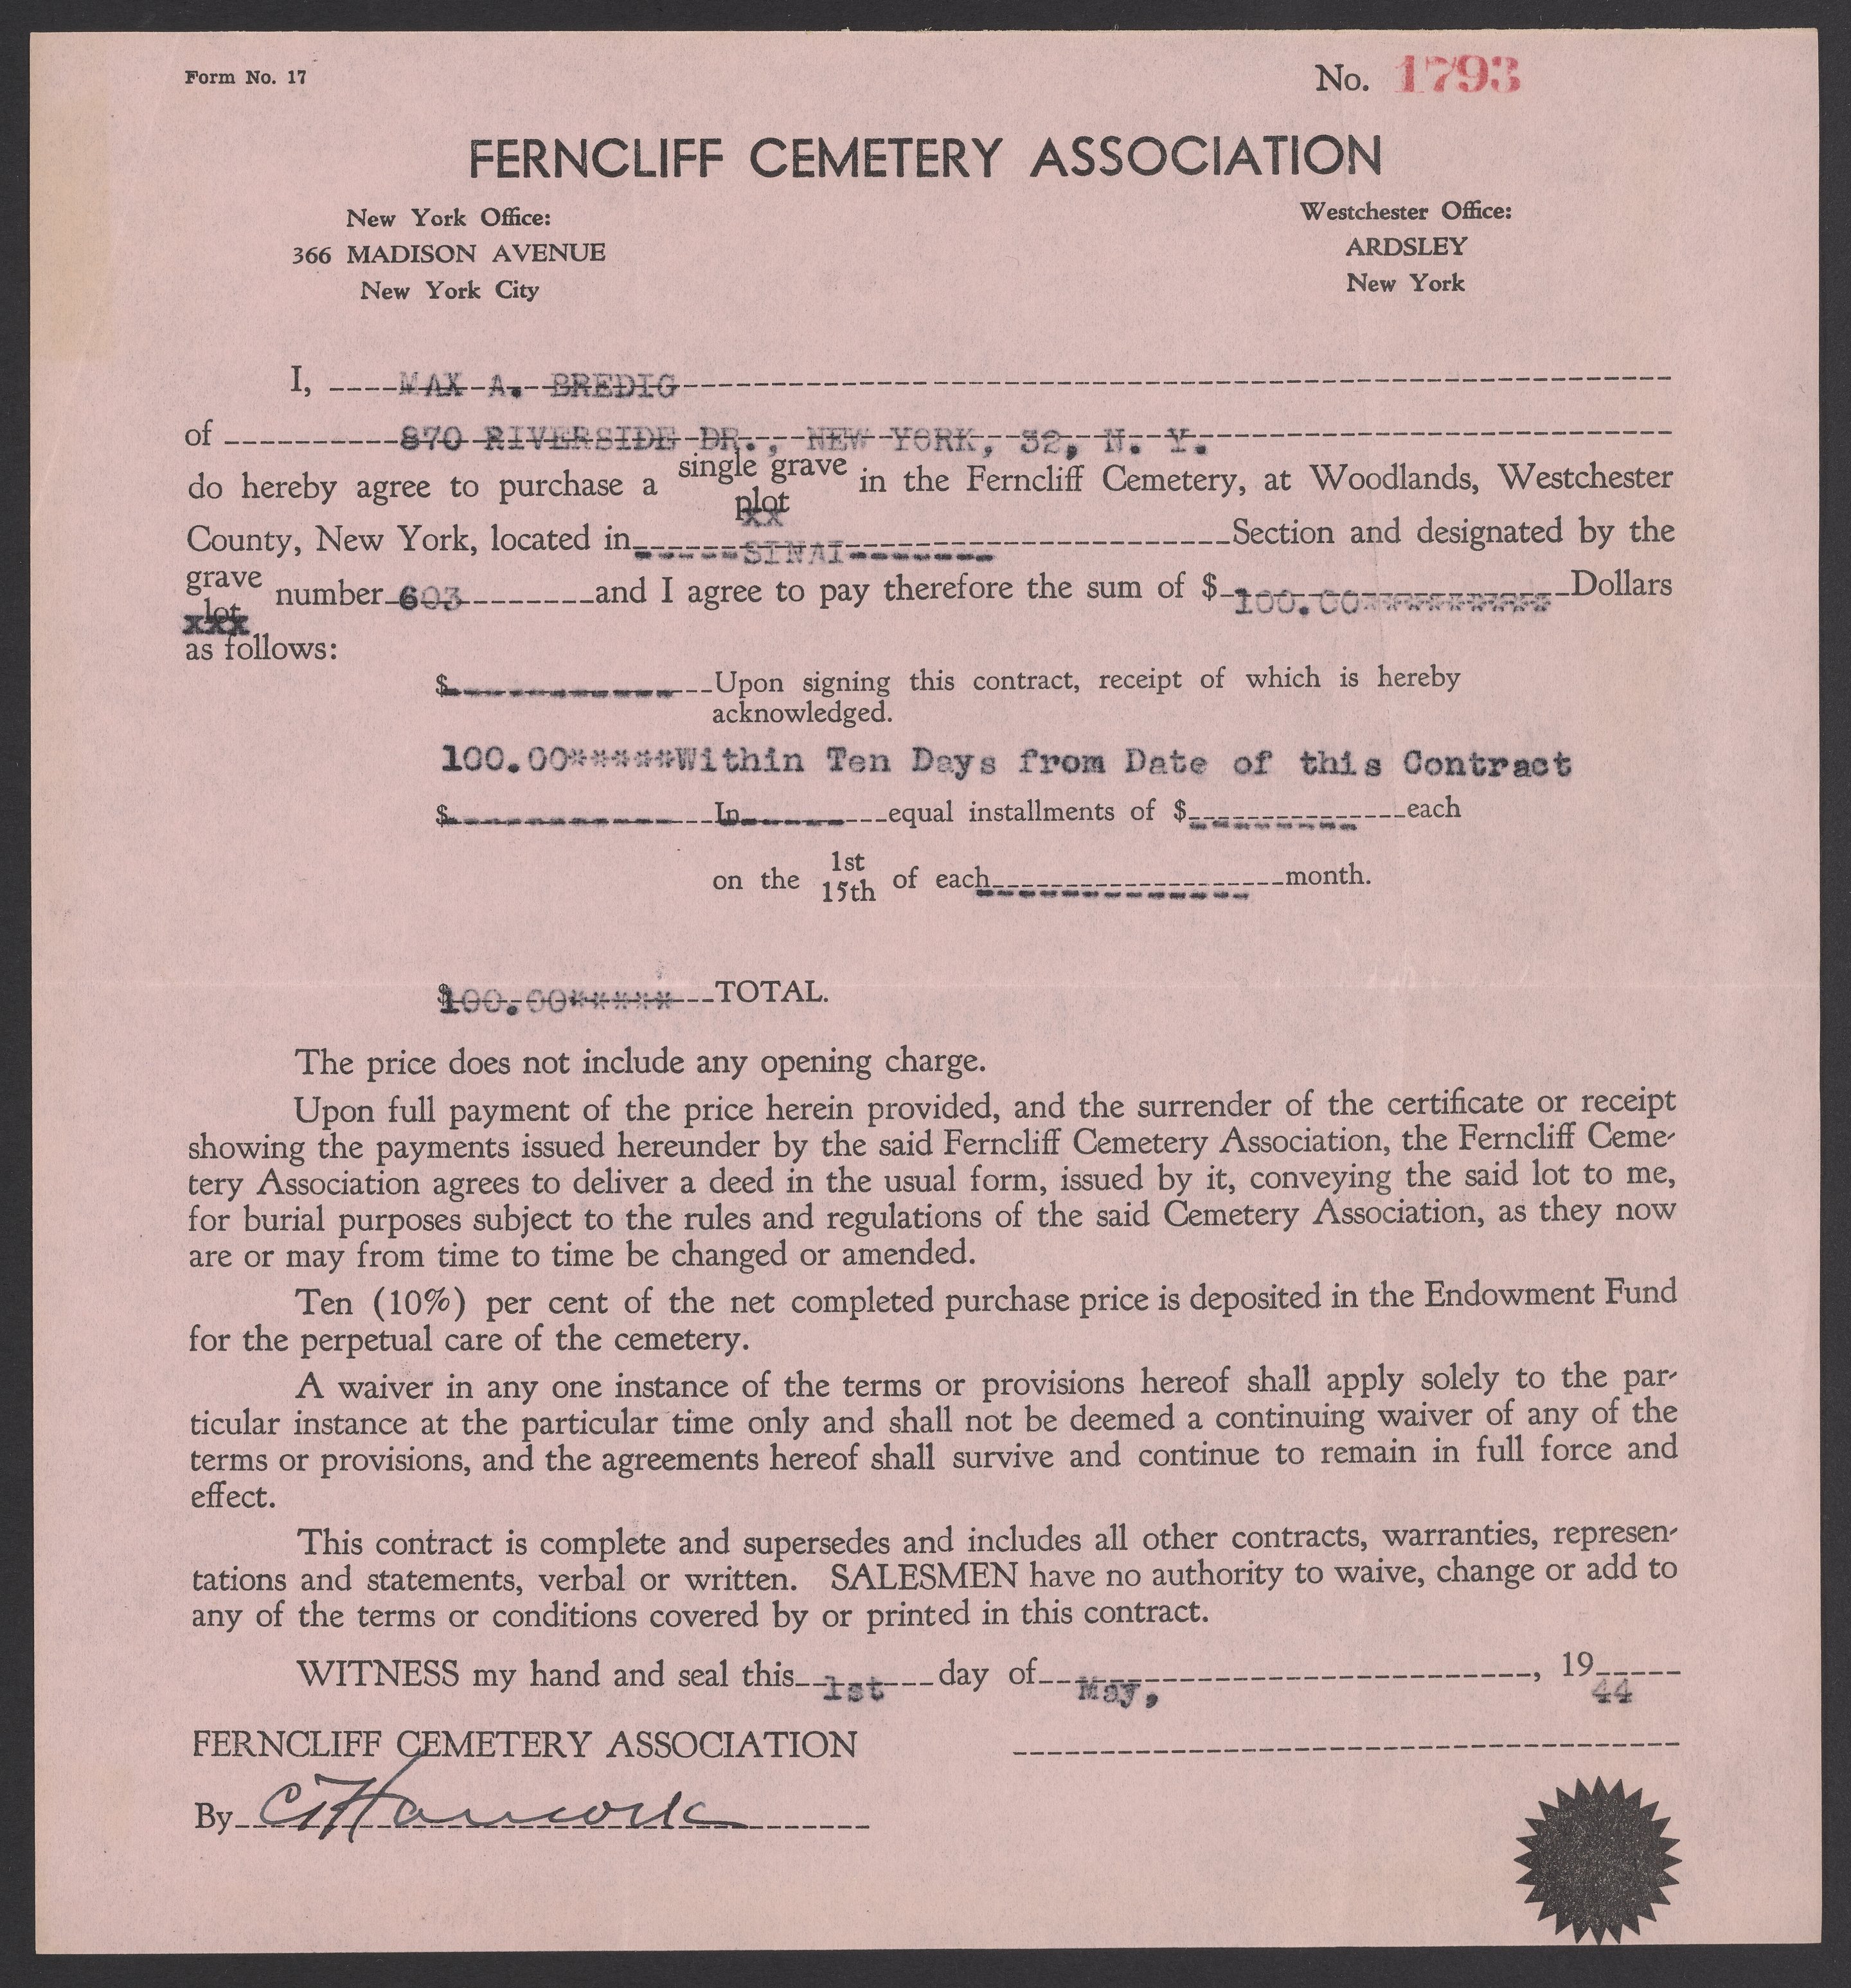 Form No. 17
No. 1793
FERNCLIFF CEMETERY ASSOCIATION
New York Office:
366 MADISON AVENUE
New York City
Westchester Office:
ARDSLEY
New York
I, MAX A. BREDIG
of 870 RIVERSIDE DR., NEW YORK, 32, N. Y.
single grave
do hereby agree to purchase a in the Ferncliff Cemetery, at Woodlands, Westchester
plot
xx
County, New York, located in SINAI Section and designated by the
grave
number 603 and I agree to pay therefore the sum of $ 100.00*********** Dollars
lot
xxx
as follows:
$ Upon signing this contract, receipt of which is hereby
acknowledged.
100.00*****Within Ten Days from Date of this Contract
$ In equal installments of $ each
1st
on the of each month.
15th
$100.00***** TOTAL.
The price does not include any opening charge.
Upon full payment of the price herein provided, and the surrender of the certificate or receipt
showing the payments issued hereunder by the said Ferncliff Cemetery Association, the Ferncliff Ceme-
tery Association agrees to deliver a deed in the usual form, issued by it, conveying the said lot to me,
for burial purposes subject to the rules and regulations of the said Cemetery Association, as they now
are or may from time to time be changed or amended.
Ten (10%) per cent of the net completed purchase price is deposited in the Endowment Fund
for the perpetual care of the cemetery.
A waiver in any one instance of the terms or provisions hereof shall apply solely to the par-
ticular instance at the particular time only and shall not be deemed a continuing waiver of any of the
terms or provisions, and the agreements hereof shall survive and continue to remain in full force and
effect.
This contract is complete and supersedes and includes all other contracts, warranties, represen-
tations and statements, verbal or written. SALESMEN have no authority to waive, change or add to
any of the terms or conditions covered by or printed in this contract.
WITNESS my hand and seal this 1st day of May, , 19 44
FERNCLIFF CEMETERY ASSOCIATION
By C Hancock